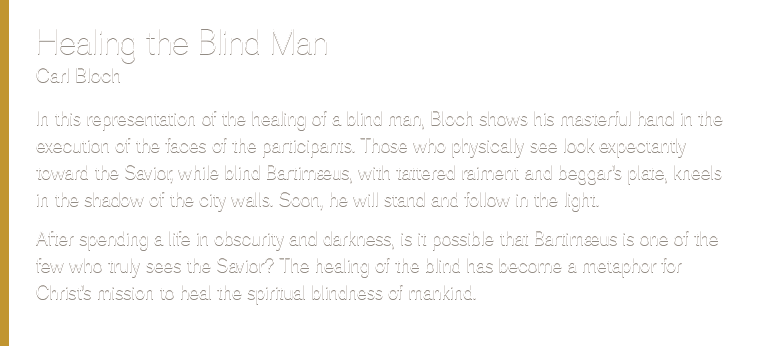 Healing the Blind Man
Carl Bloch
In this representation of the healing of a blind man, Bloch shows his masterful hand in the
execution of the faces of the participants. Those who physically see look expectantly
toward the Savior, while blind Bartimæus, with tattered raiment and beggar's plate, kneels
in the shadow of the city walls. Soon, he will stand and follow in the light.
After spending a life in obscurity and darkness, is it possible that Bartimæus is one of the
few who truly sees the Savior? The healing of the blind has become a metaphor for
Christ's mission to heal the spiritual blindness of mankind.